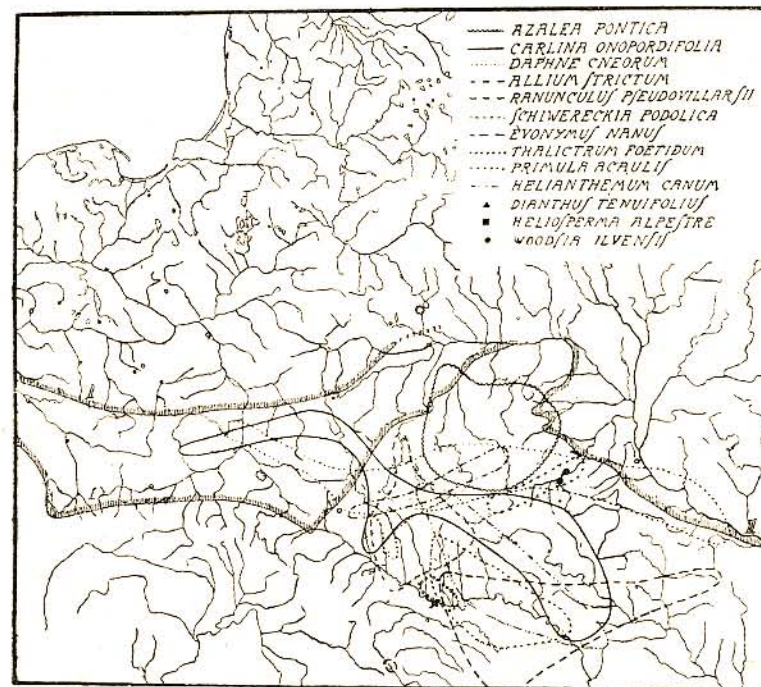 AZALEA PONTICA
CARLINA ONOPORDIFOLIA
DAPHNE CNEORUM
ALLIUM ſTRICTUM
RANUNCULUſ PſEUDOVILLARſII
ſCHIWERECKIA PODOLICA
EVONYMUſ NANUſ
THALICTRUM FOETIDUM
PRIMULA ACAULIſ
HELIANTHEMUM CANUM
DIANTHUſ TENUIFOLIUſ
HELIOſPERMA ALPEſTRE
WOODſIA ILVENSIſ